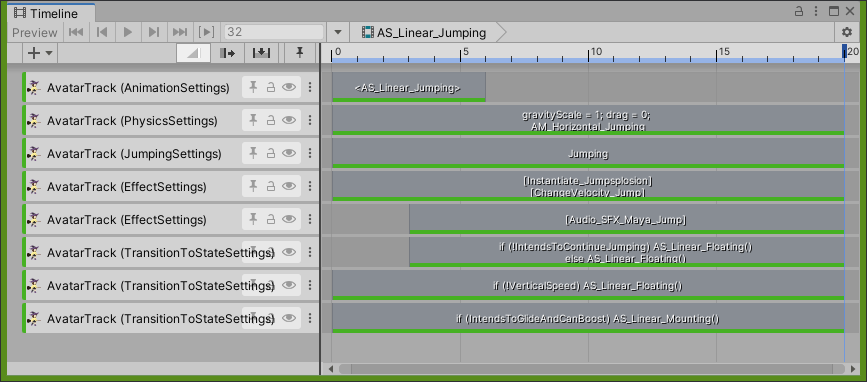 Timeline
Preview
32
AS_Linear_Jumping
0
5
10
15
20
AvatarTrack (AnimationSettings)
<AS_Linear_Jumping>
AvatarTrack (PhysicsSettings)
gravityScale = 1; drag = 0;
AM_Horizontal_Jumping
AvatarTrack (JumpingSettings)
Jumping
AvatarTrack (EffectSettings)
[Instantiate_Jumpsplosion]
[ChangeVelocity_Jump]
AvatarTrack (EffectSettings)
[Audio_SFX_Maya_Jump]
AvatarTrack (TransitionToStateSettings)
if (!IntendsToContinueJumping) AS_Linear_Floating()
else AS_Linear_Floating()
AvatarTrack (TransitionToStateSettings)
if (!VerticalSpeed) AS_Linear_Floating()
AvatarTrack (TransitionToStateSettings)
if (!IntendsToGlideAndCanBoost) AS_Linear_Mounting()